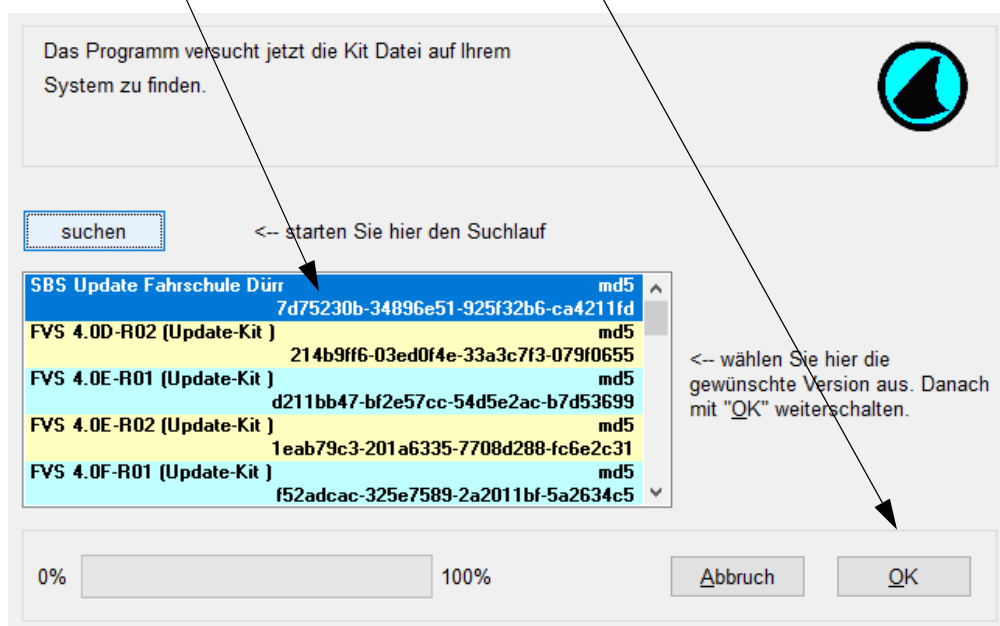 Das Programm versucht jetzt die Kit Datei auf Ihrem
System zu finden.
suchen
<-- starten Sie hier den Suchlauf
SBS Update Fahrschule Dürr md5
7d75230b-34896e51-925f32b6-ca4211fd
FVS 4.0D-R02 (Update-Kit ) md5
214b9ff6-03ed0f4e-33a3c7f3-079f0655
FVS 4.0E-R01 (Update-Kit ) md5
d211bb47-bf2e57cc-54d5e2ac-b7d53699
FVS 4.0E-R02 (Update-Kit ) md5
1eab79c3-201a6335-7708d288-fc6e2c31
FVS 4.0F-R01 (Update-Kit ) md5
f52adcac-325e7589-2a2011bf-5a2634c5
<-- wählen Sie hier die
gewünschte Version aus. Danach
mit "OK" weiterschalten.
0% 100%
Abbruch
OK